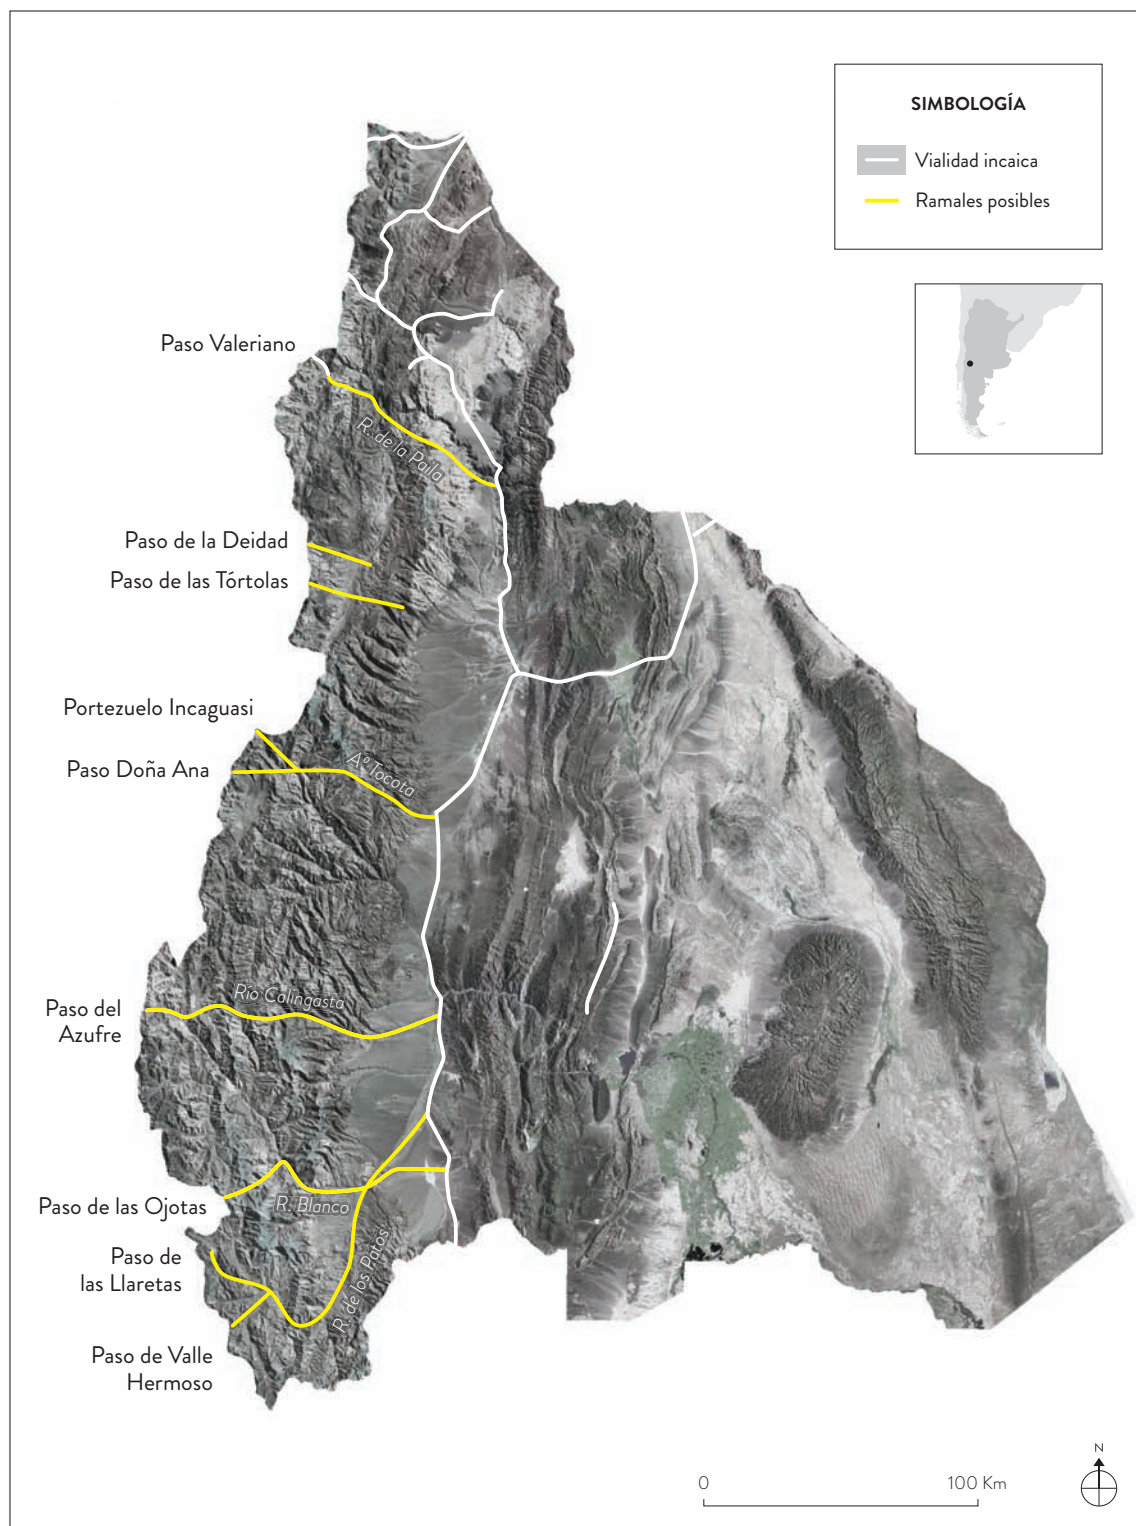 SIMBOLOGÍA
Vialidad incaica
Ramales posibles
Paso Valeriano
R. de la Paila
Paso de la Deidad
Paso de las Tórtolas
Portezuelo Incaguasi
Paso Doña Ana
Aº Tocota
Paso del
Azufre
Río Calingasta
Paso de las Ojotas
R. Blanco
Paso de
las Llaretas
R. de los Patos
Paso de Valle
Hermoso
0
100 Km
N